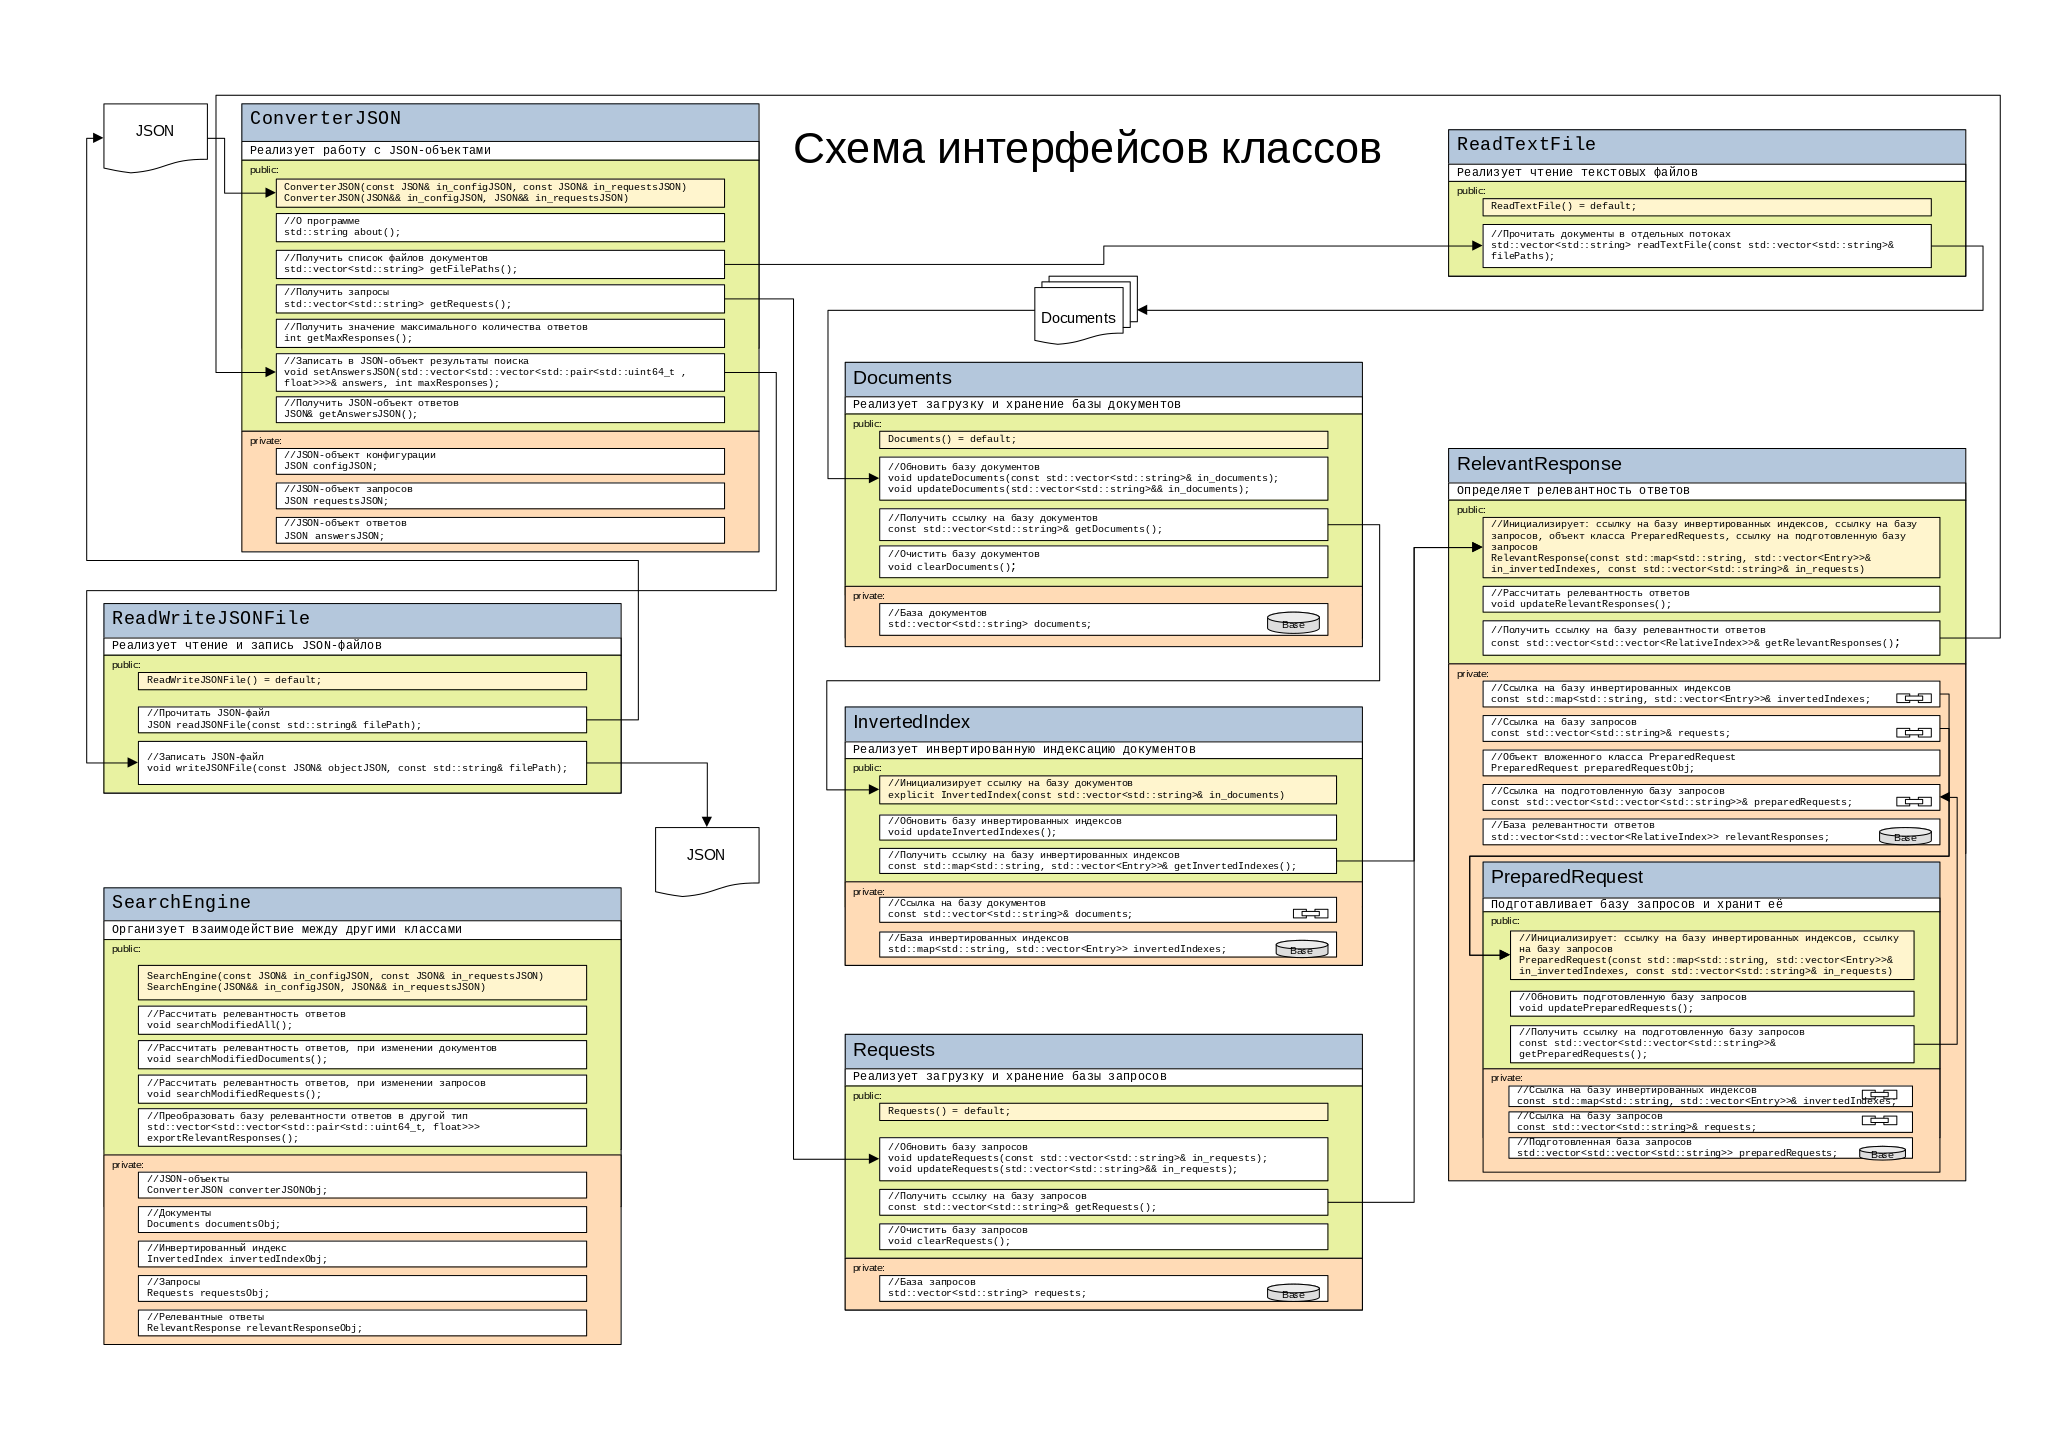 Схема интерфейсов классов
JSON
ConverterJSON
Реализует работу с JSON-объектами
public:
ConverterJSON(const JSON& in_configJSON, const JSON& in_requestsJSON)
ConverterJSON(JSON&& in_configJSON, JSON&& in_requestsJSON)
//О программе
std::string about();
//Получить список файлов документов
std::vector<std::string> getFilePaths();
//Получить запросы
std::vector<std::string> getRequests();
//Получить значение максимального количества ответов
int getMaxResponses();
//Записать в JSON-объект результаты поиска
void setAnswersJSON(std::vector<std::vector<std::pair<std::uint64_t ,
float>>>& answers, int maxResponses);
//Получить JSON-объект ответов
JSON& getAnswersJSON();
private:
//JSON-объект конфигурации
JSON configJSON;
//JSON-объект запросов
JSON requestsJSON;
//JSON-объект ответов
JSON answersJSON;
ReadWriteJSONFile
Реализует чтение и запись JSON-файлов
public:
ReadWriteJSONFile() = default;
//Прочитать JSON-файл
JSON readJSONFile(const std::string& filePath);
//Записать JSON-файл
void writeJSONFile(const JSON& objectJSON, const std::string& filePath);
JSON
SearchEngine
Организует взаимодействие между другими классами
public:
SearchEngine(const JSON& in_configJSON, const JSON& in_requestsJSON)
SearchEngine(JSON&& in_configJSON, JSON&& in_requestsJSON)
//Рассчитать релевантность ответов
void searchModifiedAll();
//Рассчитать релевантность ответов, при изменении документов
void searchModifiedDocuments();
//Рассчитать релевантность ответов, при изменении запросов
void searchModifiedRequests();
//Преобразовать базу релевантности ответов в другой тип
std::vector<std::vector<std::pair<std::uint64_t, float>>>
exportRelevantResponses();
private:
//JSON-объекты
ConverterJSON converterJSONObj;
//Документы
Documents documentsObj;
//Инвертированный индекс
InvertedIndex invertedIndexObj;
//Запросы
Requests requestsObj;
//Релевантные ответы
RelevantResponse relevantResponseObj;
Documents
Documents
Реализует загрузку и хранение базы документов
public:
Documents() = default;
//Обновить базу документов
void updateDocuments(const std::vector<std::string>& in_documents);
void updateDocuments(std::vector<std::string>&& in_documents);
//Получить ссылку на базу документов
const std::vector<std::string>& getDocuments();
//Очистить базу документов
void clearDocuments();
private:
//База документов
std::vector<std::string> documents;
Base
InvertedIndex
Реализует инвертированную индексацию документов
public:
//Инициализирует ссылку на базу документов
explicit InvertedIndex(const std::vector<std::string>& in_documents)
//Обновить базу инвертированных индексов
void updateInvertedIndexes();
//Получить ссылку на базу инвертированных индексов
const std::map<std::string, std::vector<Entry>>& getInvertedIndexes();
private:
//Ссылка на базу документов
const std::vector<std::string>& documents;
//База инвертированных индексов
std::map<std::string, std::vector<Entry>> invertedIndexes;
Base
Requests
Реализует загрузку и хранение базы запросов
public:
Requests() = default;
//Обновить базу запросов
void updateRequests(const std::vector<std::string>& in_requests);
void updateRequests(std::vector<std::string>&& in_requests);
//Получить ссылку на базу запросов
const std::vector<std::string>& getRequests();
//Очистить базу запросов
void clearRequests();
private:
//База запросов
std::vector<std::string> requests;
Base
ReadTextFile
Реализует чтение текстовых файлов
public:
ReadTextFile() = default;
//Прочитать документы в отдельных потоках
std::vector<std::string> readTextFile(const std::vector<std::string>&
filePaths);
RelevantResponse
Определяет релевантность ответов
public:
//Инициализирует: ссылку на базу инвертированных индексов, ссылку на базу
запросов, объект класса PreparedRequests, ссылку на подготовленную базу
запросов
RelevantResponse(const std::map<std::string, std::vector<Entry>>&
in_invertedIndexes, const std::vector<std::string>& in_requests)
//Рассчитать релевантность ответов
void updateRelevantResponses();
//Получить ссылку на базу релевантности ответов
const std::vector<std::vector<RelativeIndex>>& getRelevantResponses();
private:
//Ссылка на базу инвертированных индексов
const std::map<std::string, std::vector<Entry>>& invertedIndexes;
//Ссылка на базу запросов
const std::vector<std::string>& requests;
//Объект вложенного класса PreparedRequest
PreparedRequest preparedRequestObj;
//Ссылка на подготовленную базу запросов
const std::vector<std::vector<std::string>>& preparedRequests;
//База релевантности ответов
std::vector<std::vector<RelativeIndex>> relevantResponses;
Base
PreparedRequest
Подготавливает базу запросов и хранит её
public:
//Инициализирует: ссылку на базу инвертированных индексов, ссылку
на базу запросов
PreparedRequest(const std::map<std::string, std::vector<Entry>>&
in_invertedIndexes, const std::vector<std::string>& in_requests)
//Обновить подготовленную базу запросов
void updatePreparedRequests();
//Получить ссылку на подготовленную базу запросов
const std::vector<std::vector<std::string>>&
getPreparedRequests();
private:
//Ссылка на базу инвертированных индексов
const std::map<std::string, std::vector<Entry>>& invertedIndexes;
//Ссылка на базу запросов
const std::vector<std::string>& requests;
//Подготовленная база запросов
std::vector<std::vector<std::string>> preparedRequests;
Base